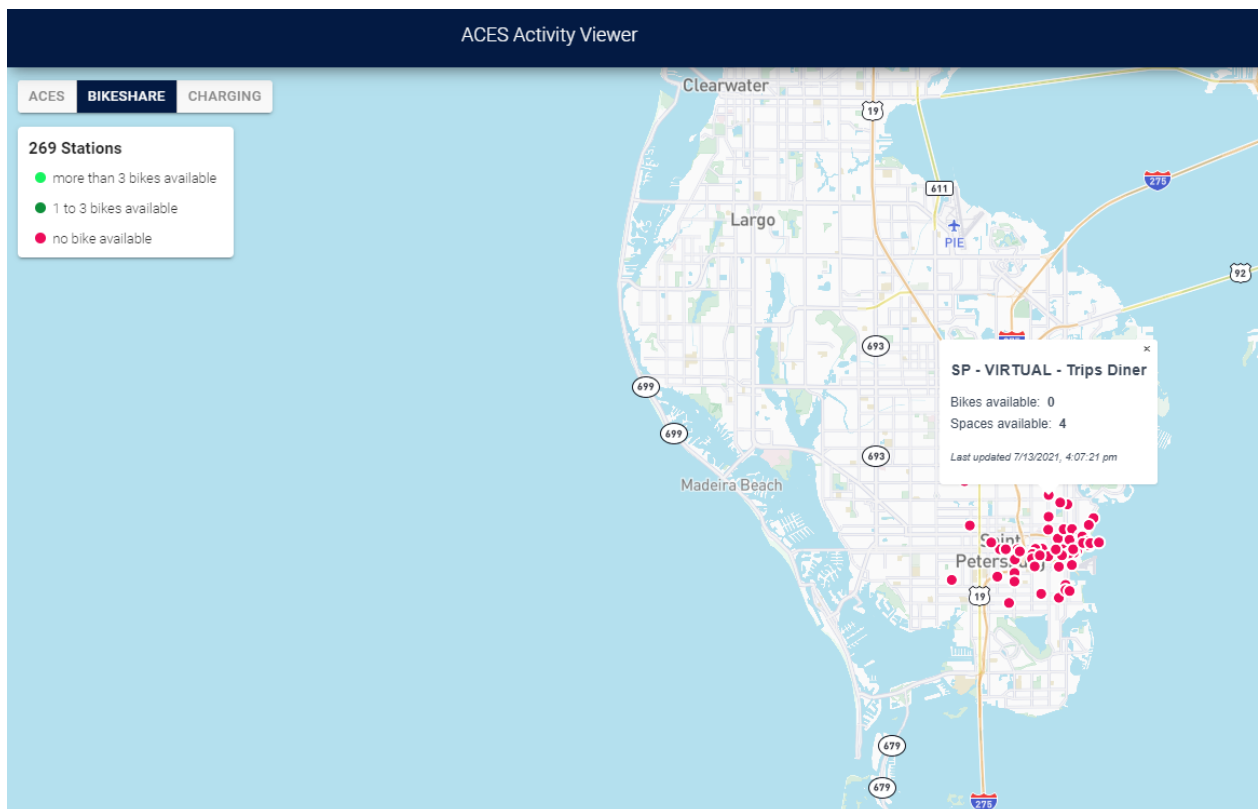 ACES Activity Viewer
ACES BIKESHARE CHARGING
269 Stations
more than 3 bikes available
1 to 3 bikes available
no bike available
Clearwater
19
275
611
Largo
PIE
92
693
699
×
SP - VIRTUAL - Trips Diner
Bikes available: 0
Spaces available: 4
Last updated 7/13/2021, 4:07:21 pm
699
693
Madeira Beach
Saint
Petersburg
19
679
679
275